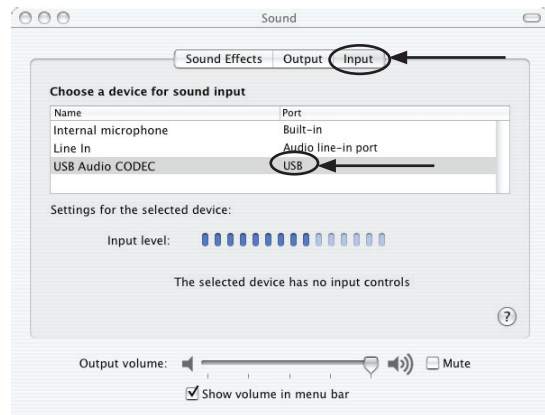 Sound
Sound Effects Output Input
Choose a device for sound input
Name Port
Internal microphone Built-in
Line In Audio line-in port
USB Audio CODEC USB
Settings for the selected device:
Input level:
The selected device has no input controls
?
Output volume: Mute
Show volume in menu bar